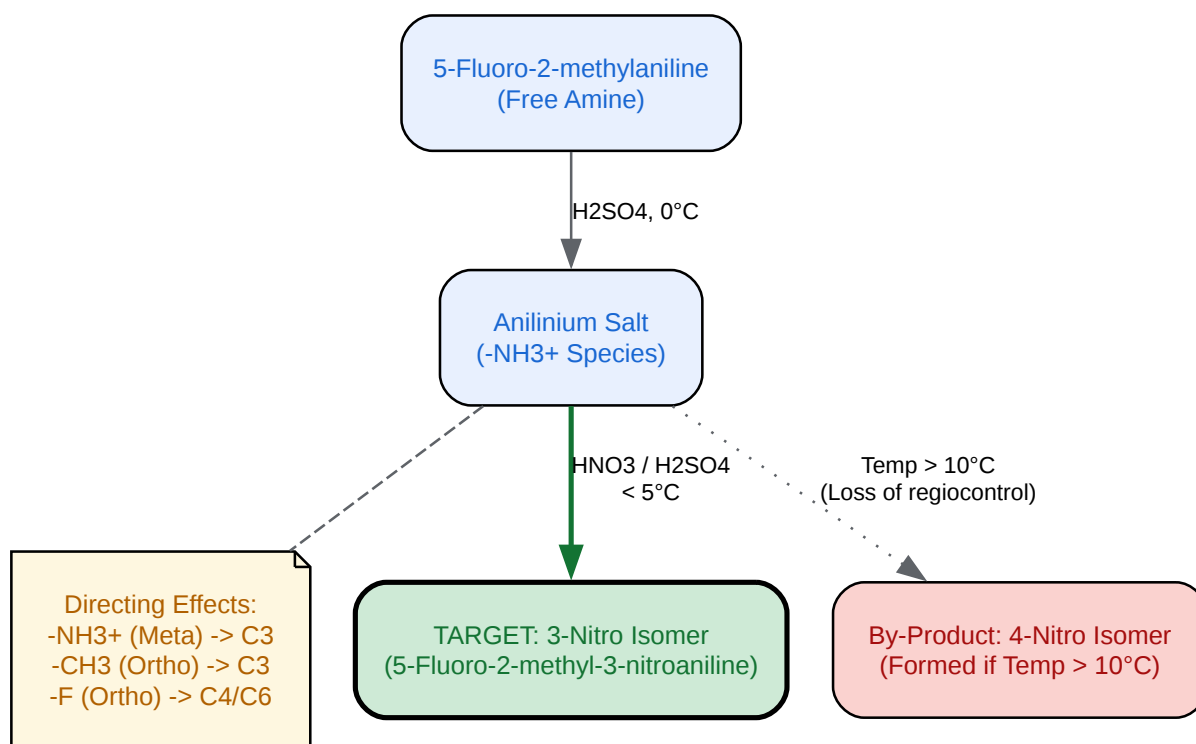 5-Fluoro-2-methylaniline
(Free Amine)
H2SO4, 0°C
Anilinium Salt
(-NH3+ Species)
HNO3 / H2SO4
< 5°C
Temp > 10°C
(Loss of regiocontrol)
Directing Effects:
-NH3+ (Meta) -> C3
-CH3 (Ortho) -> C3
-F (Ortho) -> C4/C6
TARGET: 3-Nitro Isomer
(5-Fluoro-2-methyl-3-nitroaniline)
By-Product: 4-Nitro Isomer
(Formed if Temp > 10°C)